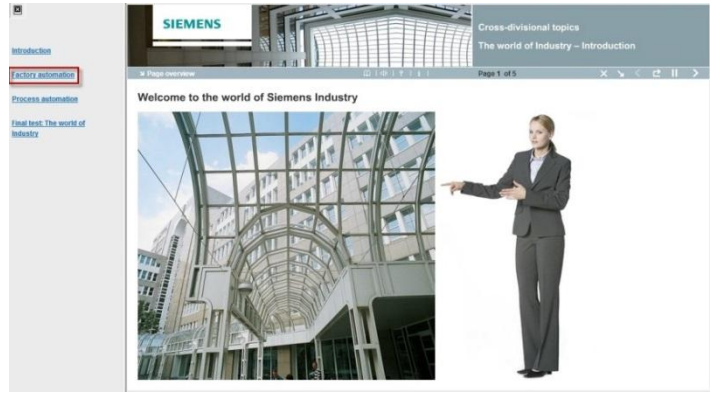 SIEMENS
Cross-divisional topics
The world of Industry – Introduction
Introduction
Factory automation
Process automation
Final test: The world of
Industry
Page overview
Page 1 of 5
Welcome to the world of Siemens Industry